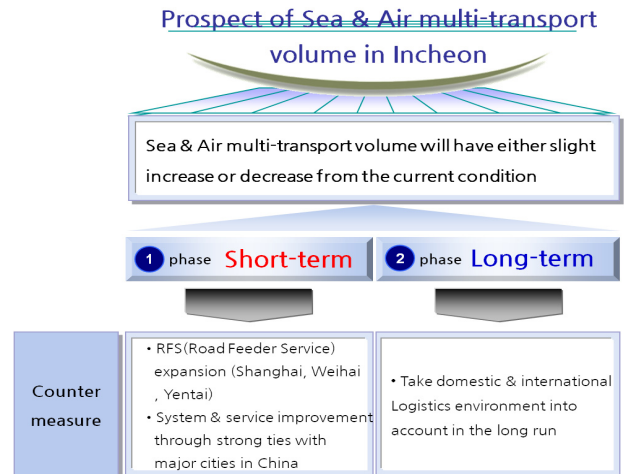 Prospect of Sea & Air multi-transport
volume in Incheon
Sea & Air multi-transport volume will have either slight
increase or decrease from the current condition
1 phase Short-term
2 phase Long-term
Counter
measure
• RFS(Road Feeder Service)
expansion (Shanghai, Weihai
, Yentai)
• System & service improvement
through strong ties with
major cities in China
• Take domestic & international
Logistics environment into
account in the long run